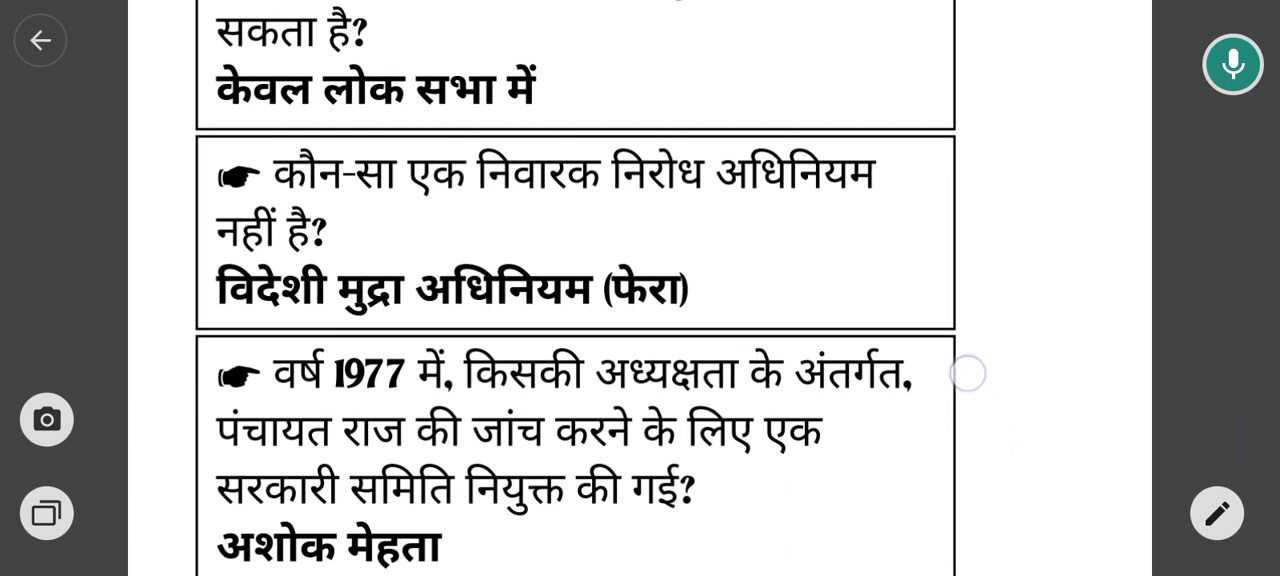 सकता है?
केवल लोक सभा में
☛ कौन-सा एक निवारक निरोध अधिनियम
नहीं है?
विदेशी मुद्रा अधिनियम (फेरा)
☛ वर्ष 1977 में, किसकी अध्यक्षता के अंतर्गत,
पंचायत राज की जांच करने के लिए एक
सरकारी समिति नियुक्त की गई?
अशोक मेहता